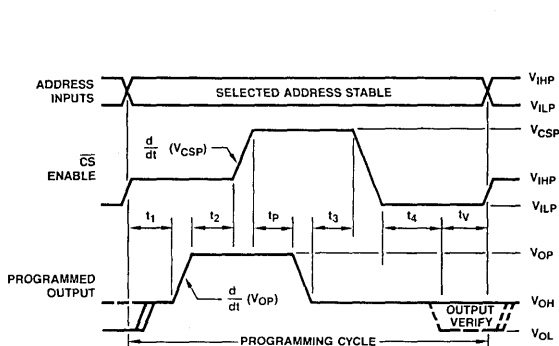 ADDRESS INPUTS
SELECTED ADDRESS STABLE
VIHP
VILP
d/dt (VCSP)
VCSP
CS ENABLE
VIHP
VILP
t1
t2
tP
t3
t4
tV
VOP
PROGRAMMED OUTPUT
d/dt (VOP)
VOH
OUTPUT VERIFY
VOL
PROGRAMMING CYCLE